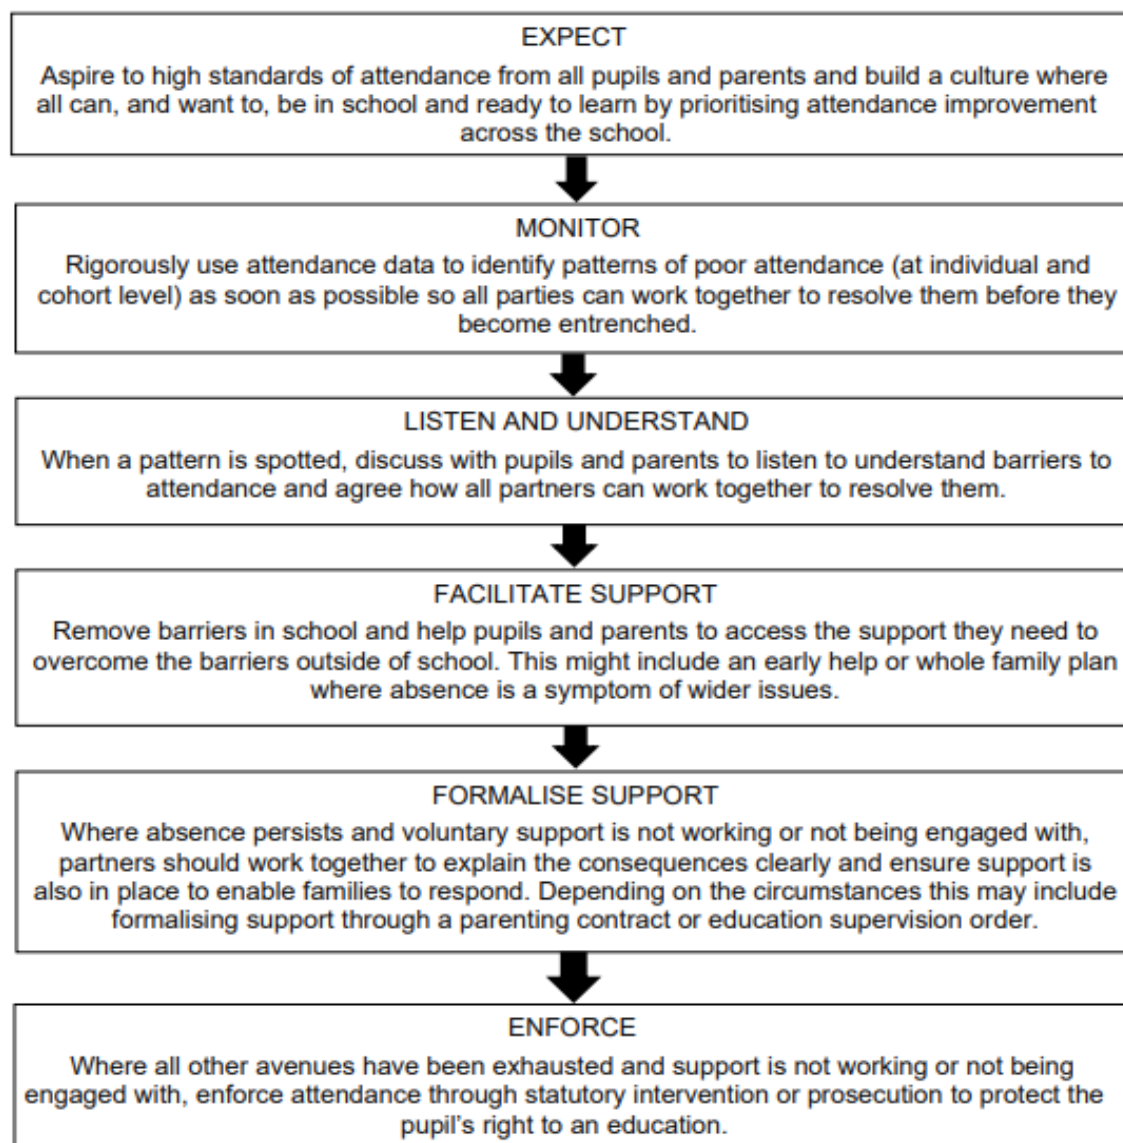 EXPECT
Aspire to high standards of attendance from all pupils and parents and build a culture where
all can, and want to, be in school and ready to learn by prioritising attendance improvement
across the school.
MONITOR
Rigorously use attendance data to identify patterns of poor attendance (at individual and
cohort level) as soon as possible so all parties can work together to resolve them before they
become entrenched.
LISTEN AND UNDERSTAND
When a pattern is spotted, discuss with pupils and parents to listen to understand barriers to
attendance and agree how all partners can work together to resolve them.
FACILITATE SUPPORT
Remove barriers in school and help pupils and parents to access the support they need to
overcome the barriers outside of school. This might include an early help or whole family plan
where absence is a symptom of wider issues.
FORMALISE SUPPORT
Where absence persists and voluntary support is not working or not being engaged with,
partners should work together to explain the consequences clearly and ensure support is
also in place to enable families to respond. Depending on the circumstances this may include
formalising support through a parenting contract or education supervision order.
ENFORCE
Where all other avenues have been exhausted and support is not working or not being
engaged with, enforce attendance through statutory intervention or prosecution to protect the
pupil's right to an education.